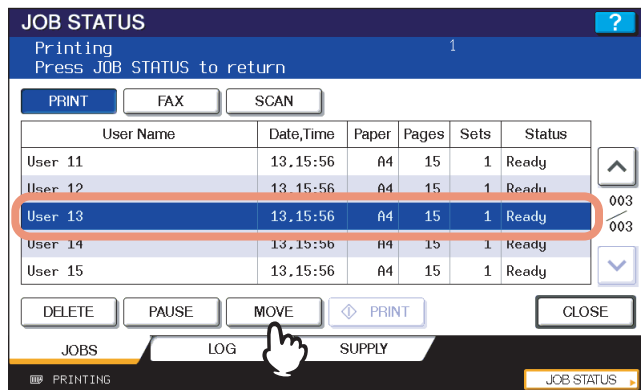 JOB STATUS ?
Printing 1
Press JOB STATUS to return
PRINT FAX SCAN
User Name Date,Time Paper Pages Sets Status
User 11 13,15:56 A4 15 1 Ready
User 12 13,15:56 A4 15 1 Ready
User 13 13,15:56 A4 15 1 Ready
User 14 13,15:56 A4 15 1 Ready
User 15 13,15:56 A4 15 1 Ready
003
003
DELETE PAUSE MOVE PRINT CLOSE
JOBS LOG SUPPLY
PRINTING JOB STATUS